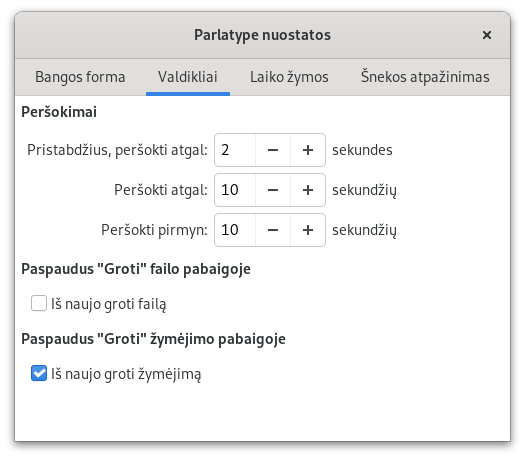 Parlatype nuostatos
Bangos forma Valdikliai Laiko žymos Šnekos atpažinimas
Peršokimai
Pristabdžius, peršokti atgal: 2 sekundes
Peršokti atgal: 10 sekundžių
Peršokti pirmyn: 10 sekundžių
Paspaudus "Groti" failo pabaigoje
Iš naujo groti failą
Paspaudus "Groti" žymėjimo pabaigoje
Iš naujo groti žymėjimą